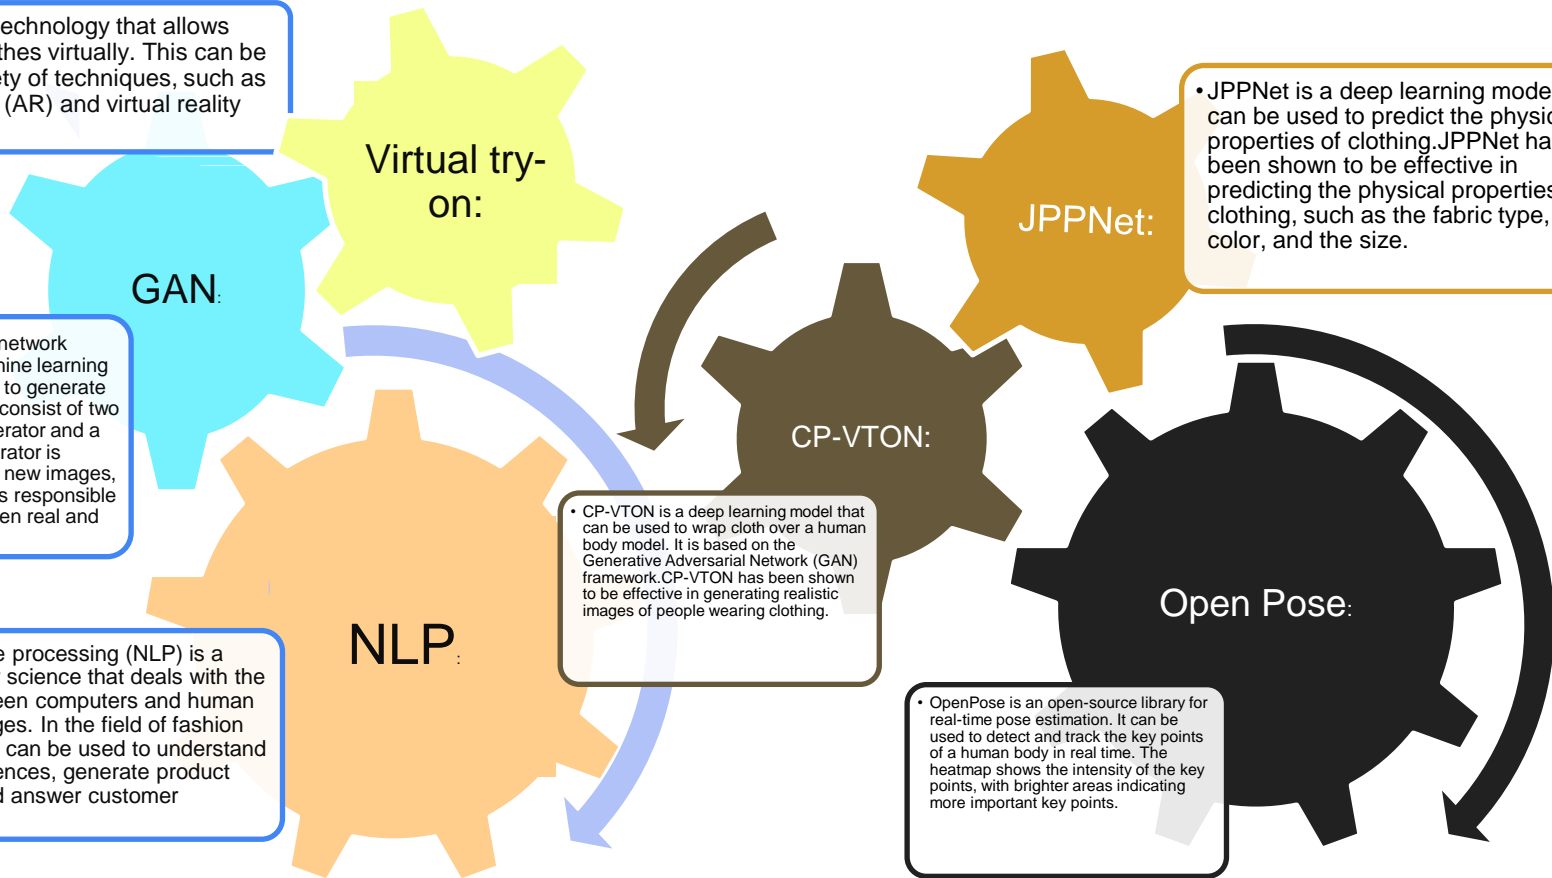 echnology that allows
thes virtually. This can be
ety of techniques, such as
(AR) and virtual reality
Virtual try-
on:
GAN:
network
hine learning
to generate
consist of two
erator and a
rator is
new images,
s responsible
en real and
NLP:
e processing (NLP) is a
science that deals with the
een computers and human
ges. In the field of fashion
can be used to understand
ences, generate product
d answer customer
CP-VTON:
• CP-VTON is a deep learning model that
can be used to wrap cloth over a human
body model. It is based on the
Generative Adversarial Network (GAN)
framework.CP-VTON has been shown
to be effective in generating realistic
images of people wearing clothing.
JPPNet:
• JPPNet is a deep learning mode
can be used to predict the physic
properties of clothing.JPPNet ha
been shown to be effective in
predicting the physical properties
clothing, such as the fabric type,
color, and the size.
Open Pose:
• OpenPose is an open-source library for
real-time pose estimation. It can be
used to detect and track the key points
of a human body in real time. The
heatmap shows the intensity of the key
points, with brighter areas indicating
more important key points.